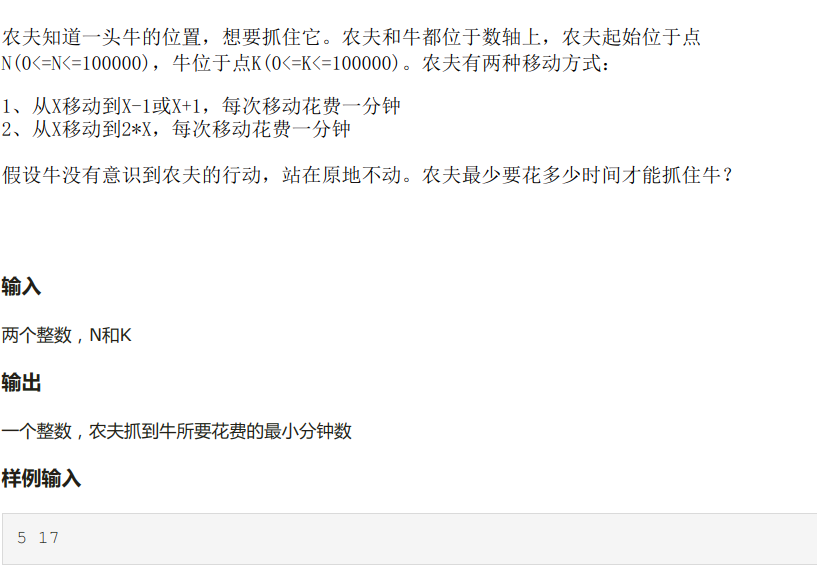 农夫知道一头牛的位置，想要抓住它。农夫和牛都位于数轴上，农夫起始位于点
N(0<=N<=100000)，牛位于点K(0<=K<=100000)。农夫有两种移动方式：
1、从X移动到X-1或X+1，每次移动花费一分钟
2、从X移动到2*X，每次移动花费一分钟
假设牛没有意识到农夫的行动，站在原地不动。农夫最少要花多少时间才能抓住牛？
输入
两个整数，N和K
输出
一个整数，农夫抓到牛所要花费的最小分钟数
样例输入
5 17